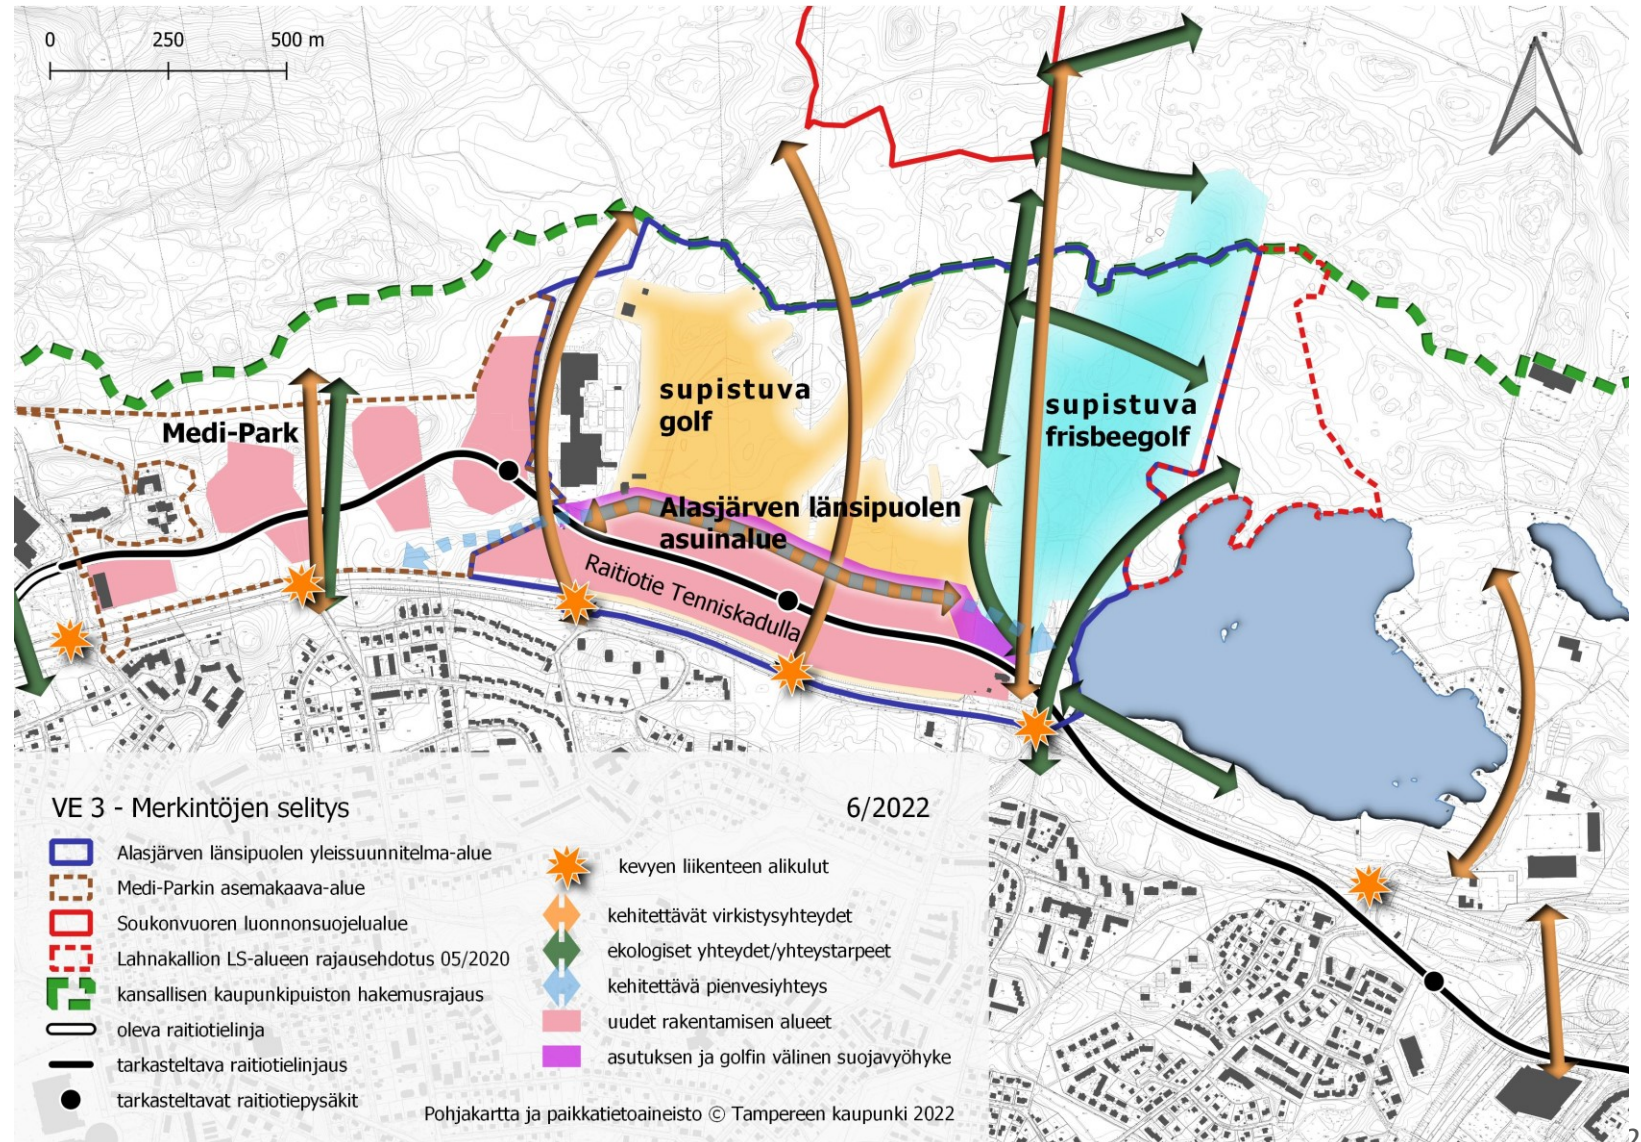 0 250 500 m
supistuva
golf
supistuva
frisbeegolf
Medi-Park
Alasjärven länsipuolen
asuinalue
Raitiotie Tenniskadulla
VE 3 - Merkintöjen selitys
6/2022
Alasjärven länsipuolen yleissuunnitelma-alue
Medi-Parkin asemakaava-alue
Soukonvuoren luonnonsuojelualue
Lahnakallion LS-alueen rajausehdotus 05/2020
kansallisen kaupunkipuiston hakemusrajaus
oleva raitiotielinja
tarkasteltava raitiotielinjaus
tarkasteltavat raitiotiepysäkit
kevyen liikenteen alikulut
kehitettävät virkistysyhteydet
ekologiset yhteydet/yhteystarpeet
kehitettävä pienvesiyhteys
uudet rakentamisen alueet
asutuksen ja golfin välinen suojavyöhyke
Pohjakartta ja paikkatietoaineisto © Tampereen kaupunki 2022